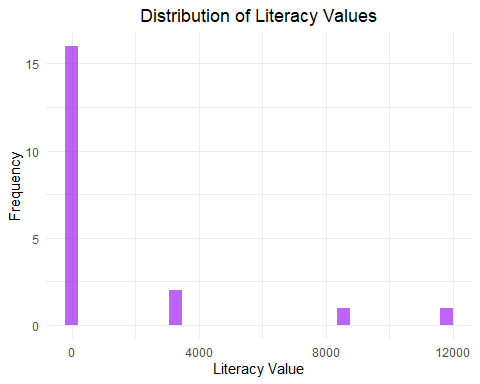 Distribution of Literacy Values
Frequency
15
10
5
0
0 4000 8000 12000
Literacy Value